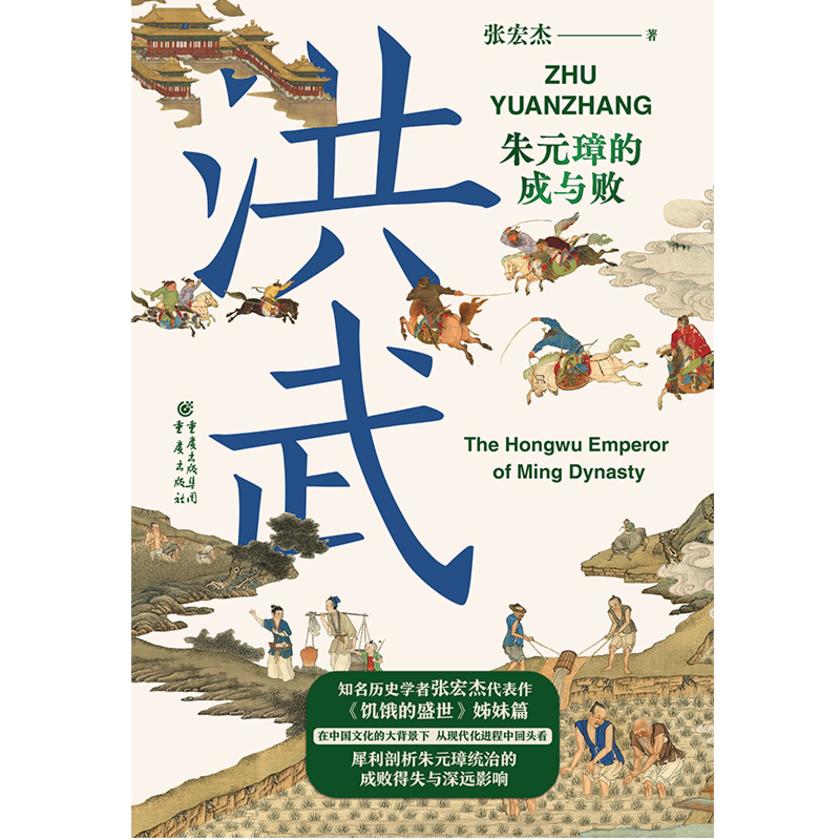 张宏杰 著
ZHU
YUANZHANG
朱元璋的
成与败
洪武
The Hongwu Emperor
of Ming Dynasty
重庆出版集团
重庆出版社
知名历史学者张宏杰代表作
《饥饿的盛世》姊妹篇
在中国文化的大背景下 从现代化进程中回头看
犀利剖析朱元璋统治的
成败得失与深远影响